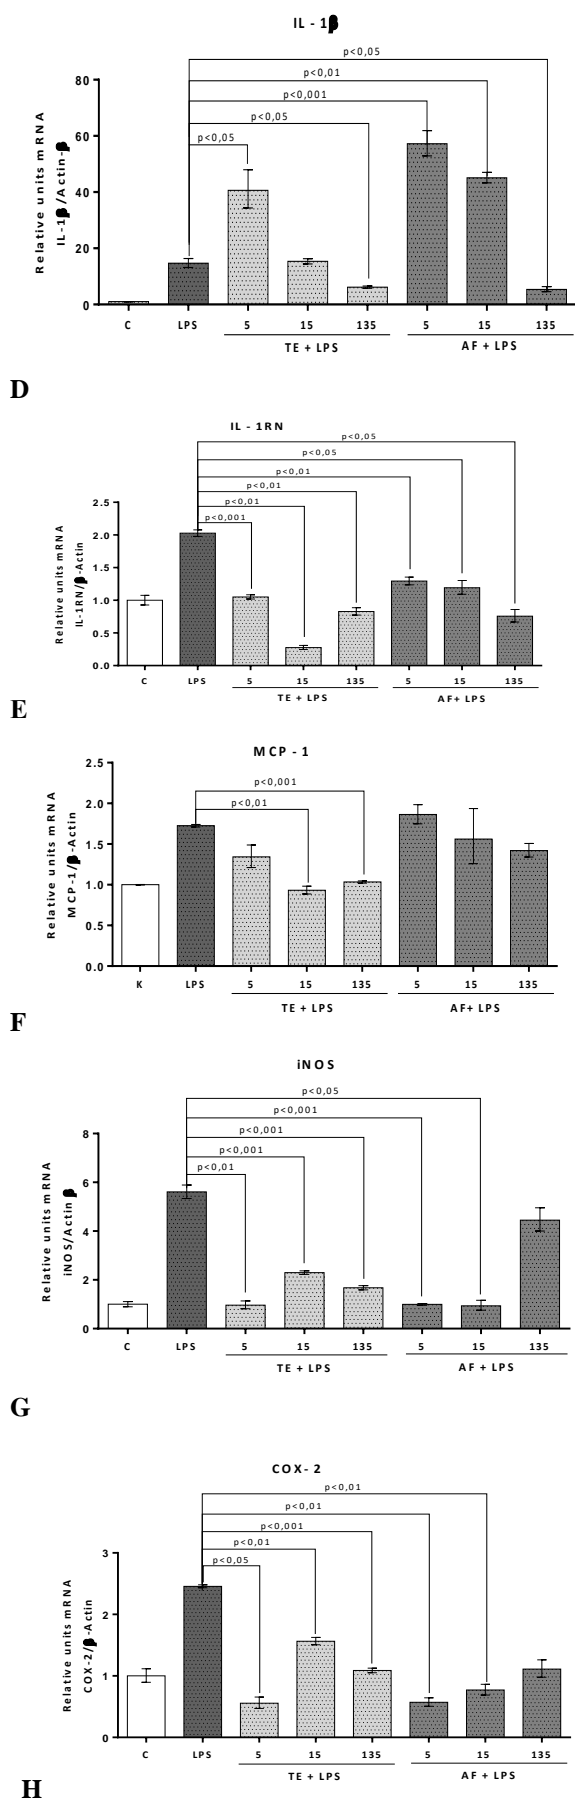 IL - 1β
p<0,05
p<0,01
p<0,001
p<0,05
p<0,05
Relative units mRNA
IL-1β/Actin-β
80
60
40
20
0
C LPS 5 15 135 5 15 135
TE + LPS AF + LPS
D
IL - 1RN
p<0,05
p<0,05
p<0,01
p<0,01
p<0,01
p<0,001
Relative units mRNA
IL-1RN/β-Actin
2.5
2.0
1.5
1.0
0.5
0.0
C LPS 5 15 135 5 15 135
TE + LPS AF+ LPS
E
MCP - 1
p<0,001
p<0,01
Relative units mRNA
MCP-1/β-Actin
2.5
2.0
1.5
1.0
0.5
0.0
K LPS 5 15 135 5 15 135
TE + LPS AF+ LPS
F
iNOS
p<0,05
p<0,001
p<0,001
p<0,001
p<0,01
Relative units mRNA
iNOS/Actin β
8
6
4
2
0
C LPS 5 15 135 5 15 135
TE + LPS AF + LPS
G
COX- 2
p<0,01
p<0,01
p<0,001
p<0,01
p<0,05
Relative units mRNA
COX-2/β-Actin
3
2
1
0
C LPS 5 15 135 5 15 135
TE + LPS AF + LPS
H